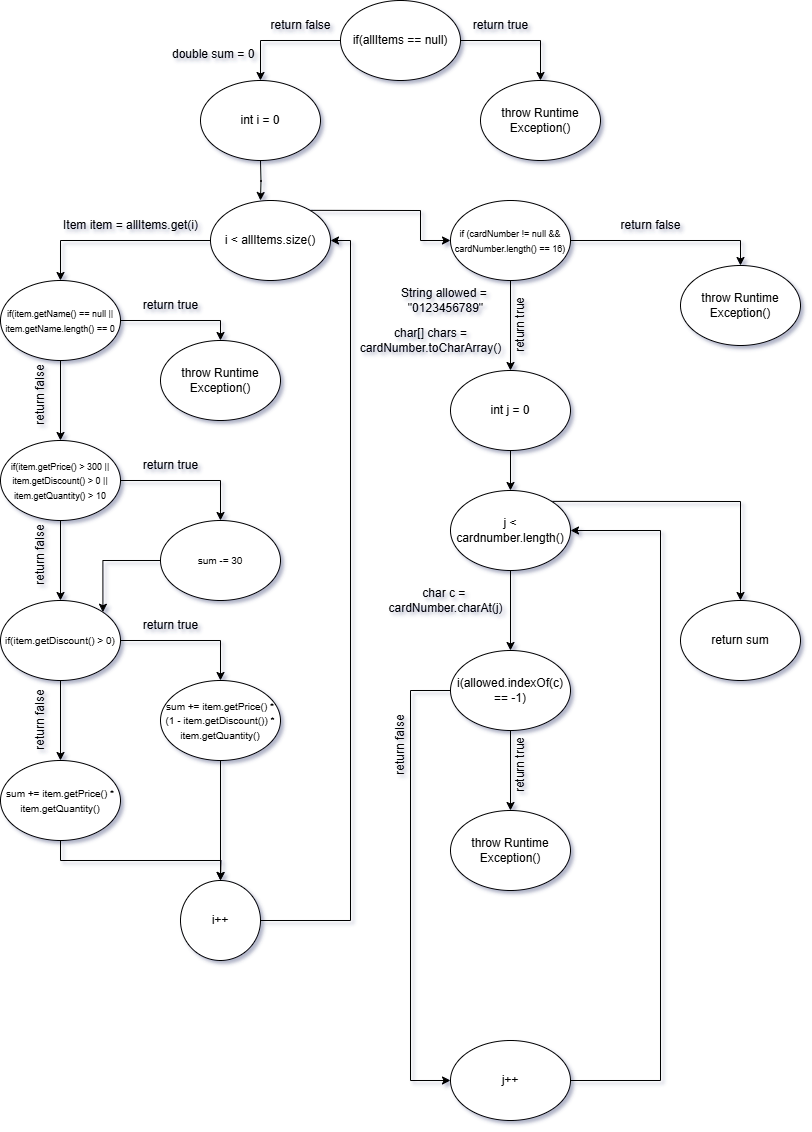 return false
if(allItems == null)
return true
double sum = 0
int i = 0
throw Runtime
Exception()
Item item = allItems.get(i)
i < allItems.size()
if (cardNumber != null &&
cardNumber.length() == 16)
return false
throw Runtime
Exception()
if(item.getName() == null ||
item.getName.length() == 0
return true
throw Runtime
Exception()
return false
String allowed =
"0123456789"
char[] chars =
cardNumber.toCharArray()
return true
int j = 0
if(item.getPrice() > 300 ||
item.getDiscount() > 0 ||
item.getQuantity() > 10
return true
sum -= 30
return false
j <
cardnumber.length()
char c =
cardNumber.charAt(j)
return sum
if(item.getDiscount() > 0)
return true
sum += item.getPrice() *
(1 - item.getDiscount()) *
item.getQuantity()
return false
sum += item.getPrice() *
item.getQuantity()
i++
i(allowed.indexOf(c)
== -1)
return false
return true
throw Runtime
Exception()
j++